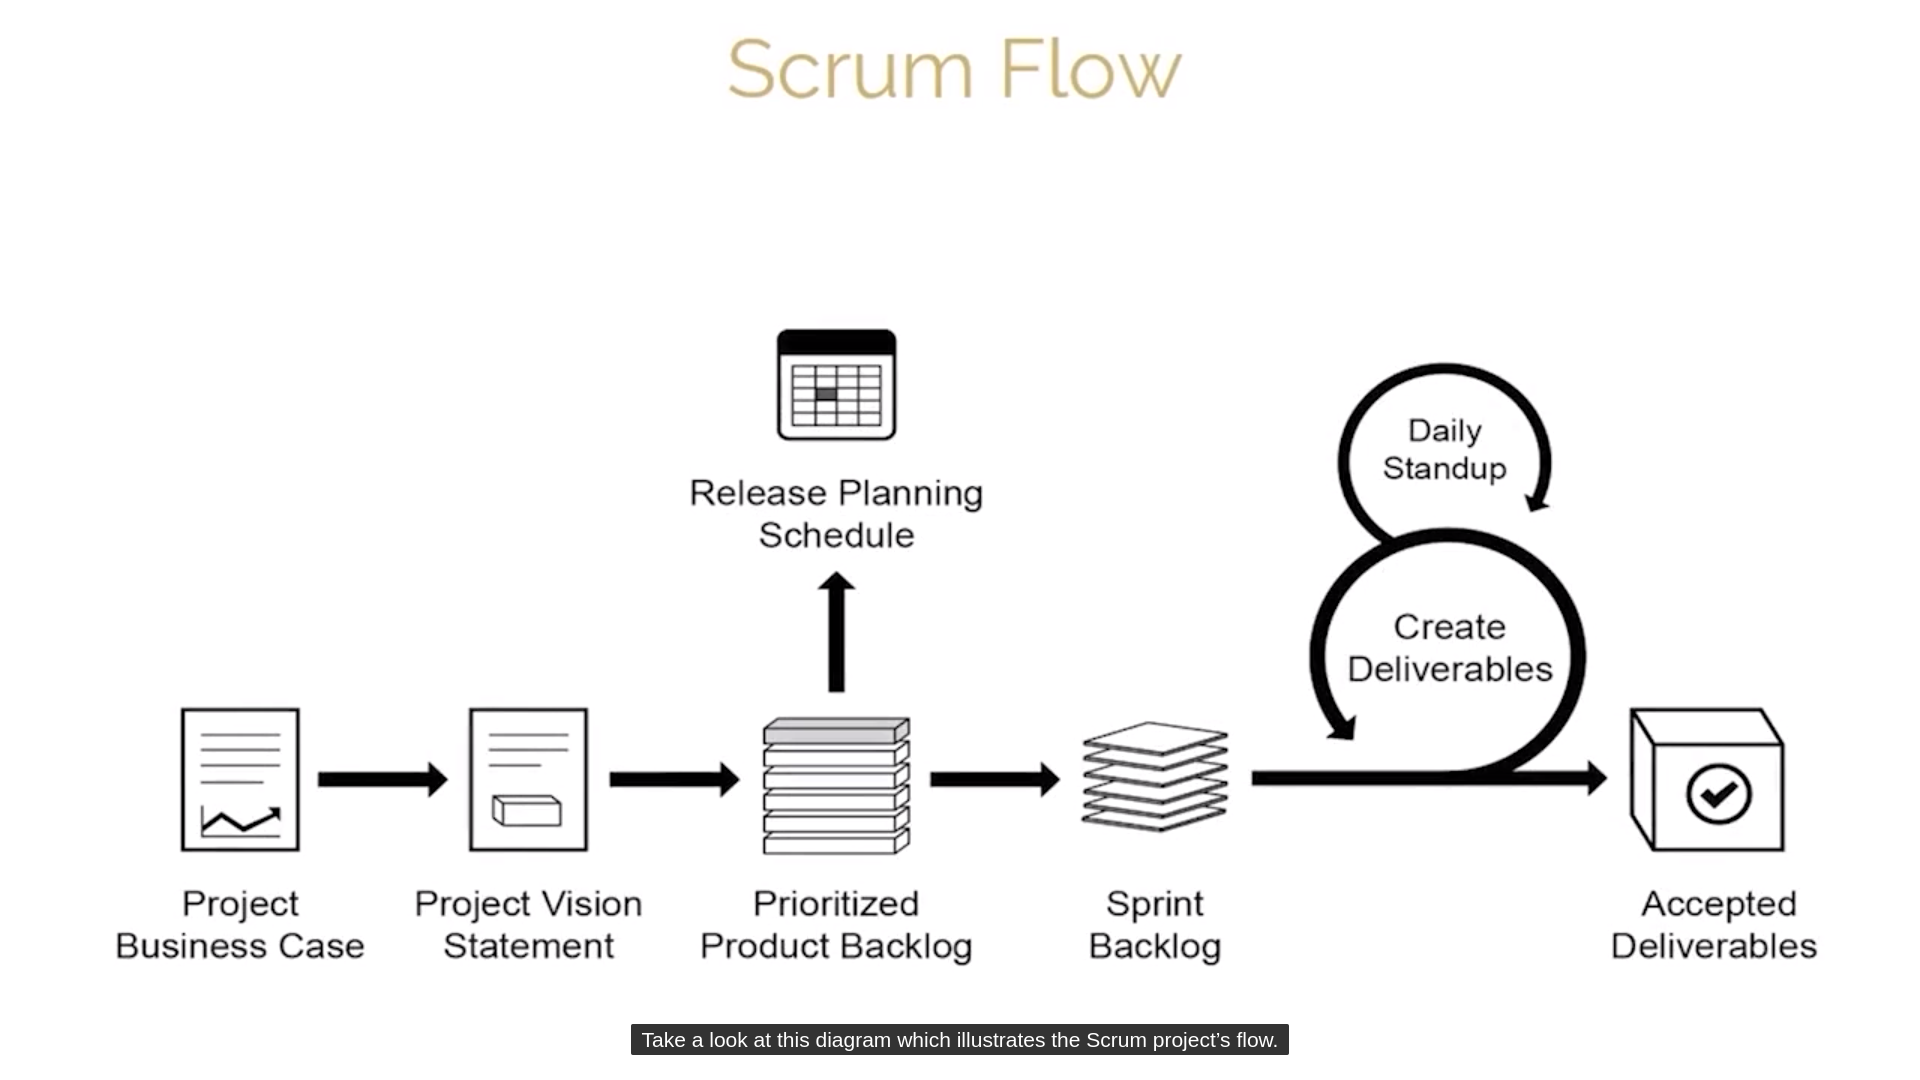 Scrum Flow
Release Planning
Schedule
Daily
Standup
Create
Deliverables
Project
Business Case
Project Vision
Statement
Prioritized
Product Backlog
Sprint
Backlog
Accepted
Deliverables
Take a look at this diagram which illustrates the Scrum project’s flow.